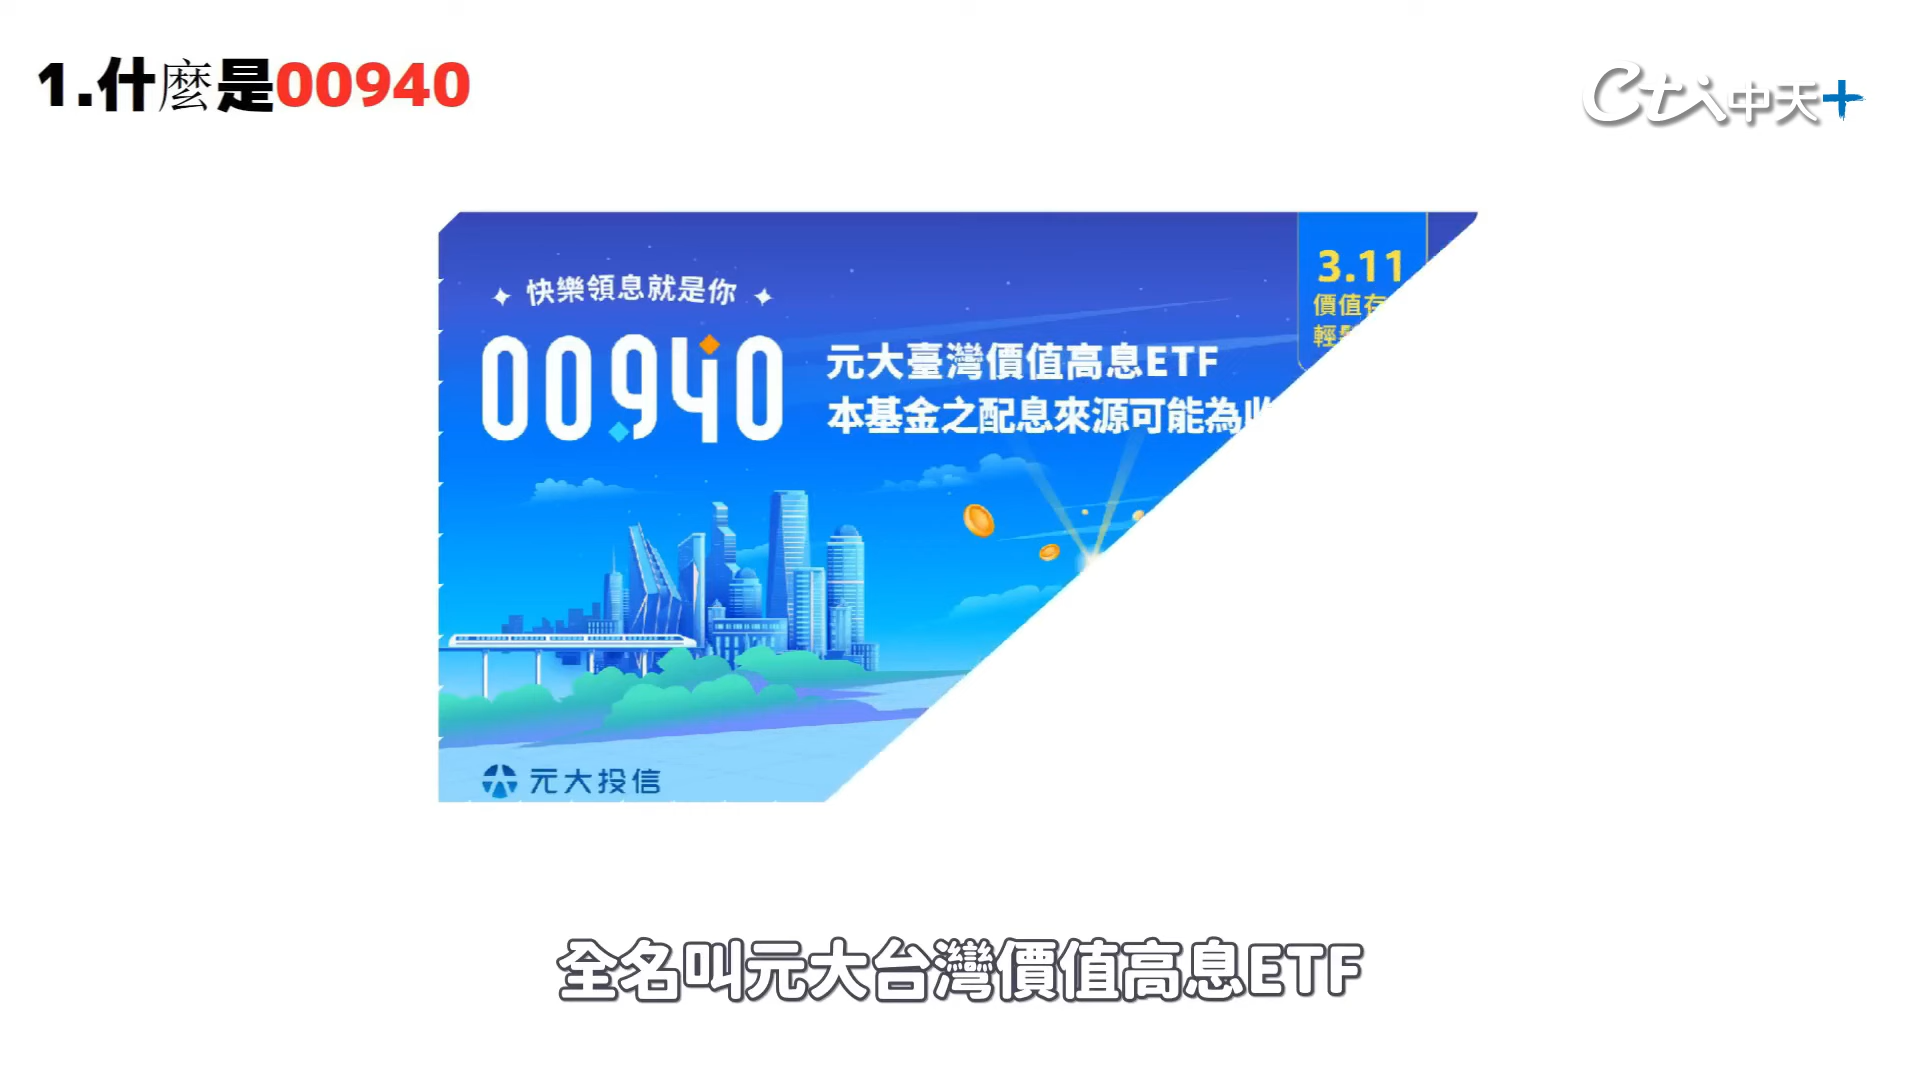 1.什麼是00940
Cti中天+
3.11
價值
快樂領息就是你
00940
元大臺灣價值高息ETF
本基金之配息來源可能為
元大投信
全名叫元大台灣價值高息ETF